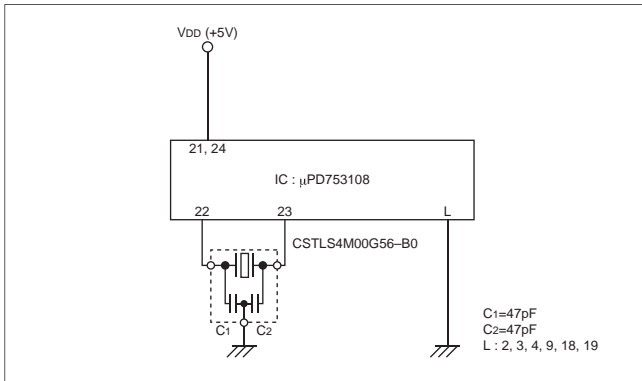 VDD (+5V)
21, 24
IC : μPD753108
22 23 L
CSTLS4M00G56–B0
C1 C2
C1=47pF
C2=47pF
L : 2, 3, 4, 9, 18, 19